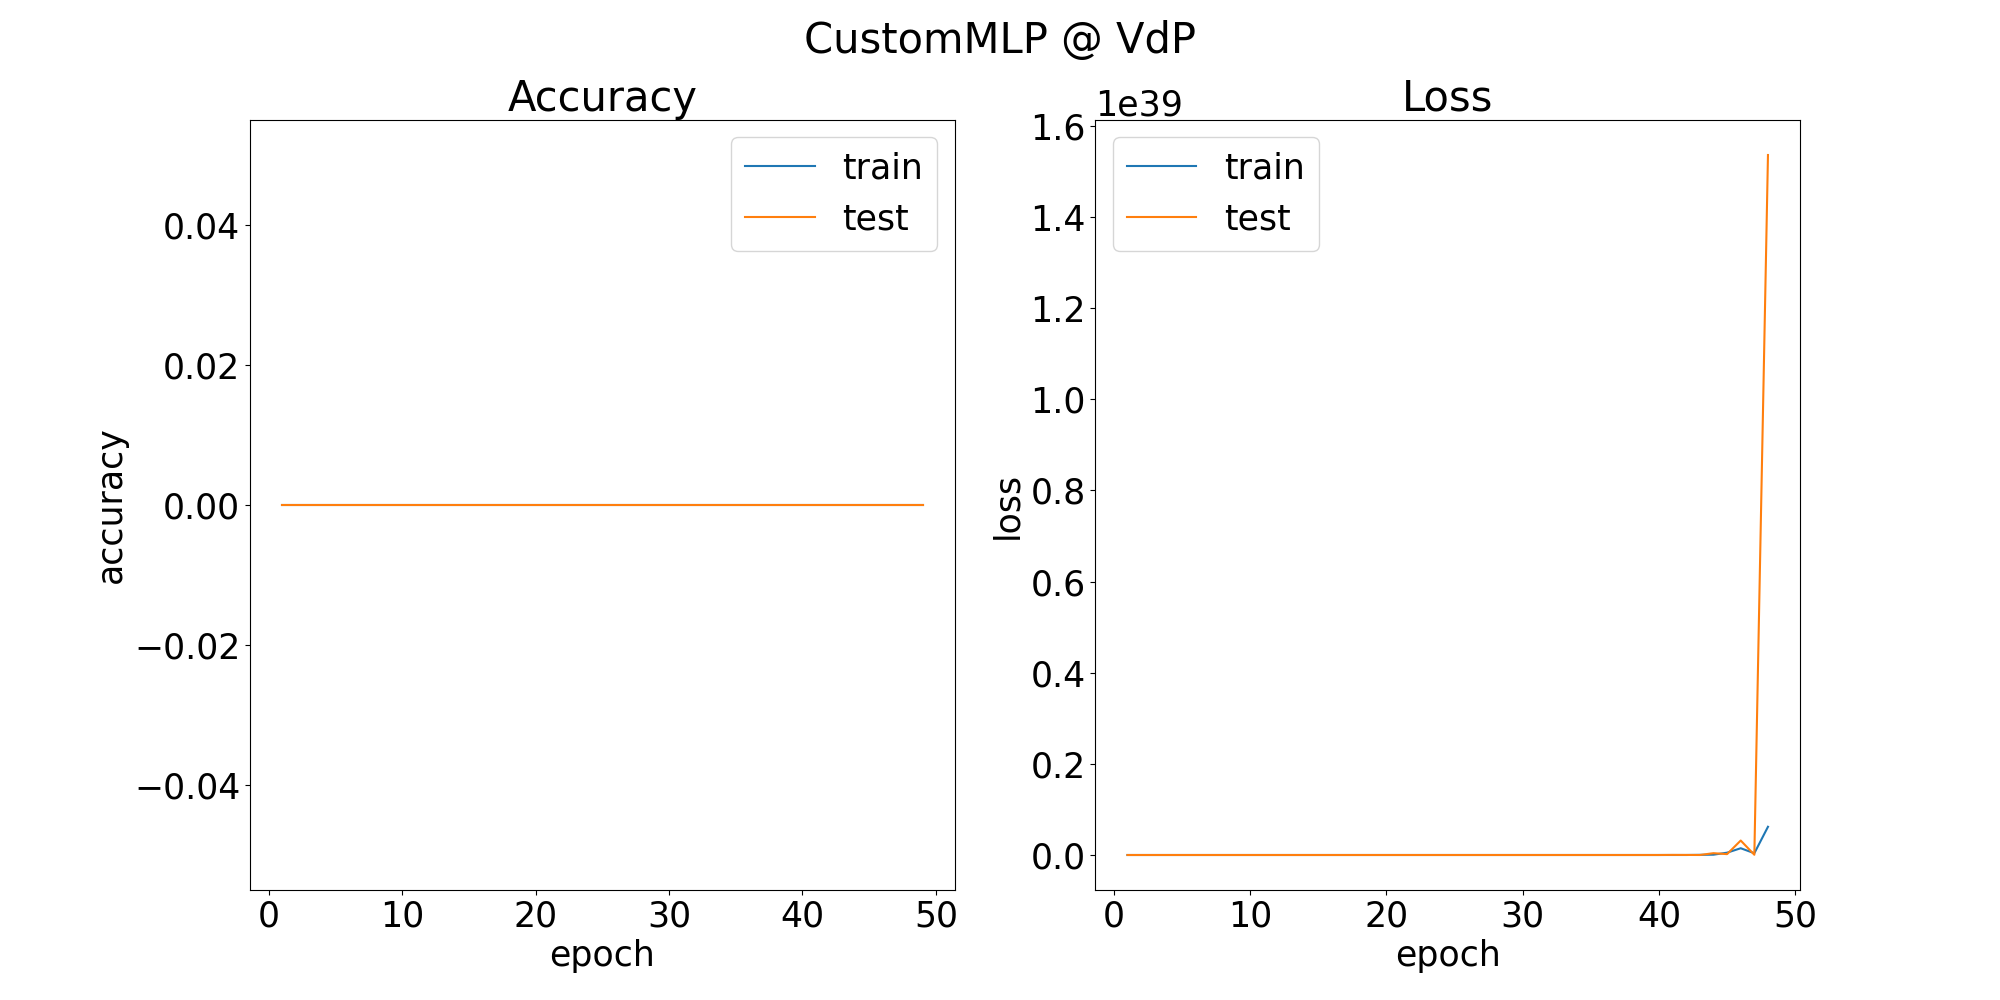 CustomMLP @ VdP
Accuracy
train
test
0.04
0.02
0.00
−0.02
−0.04
accuracy
0 10 20 30 40 50
epoch
Loss
1e39
train
test
1.6
1.4
1.2
1.0
0.8
0.6
0.4
0.2
0.0
loss
0 10 20 30 40 50
epoch